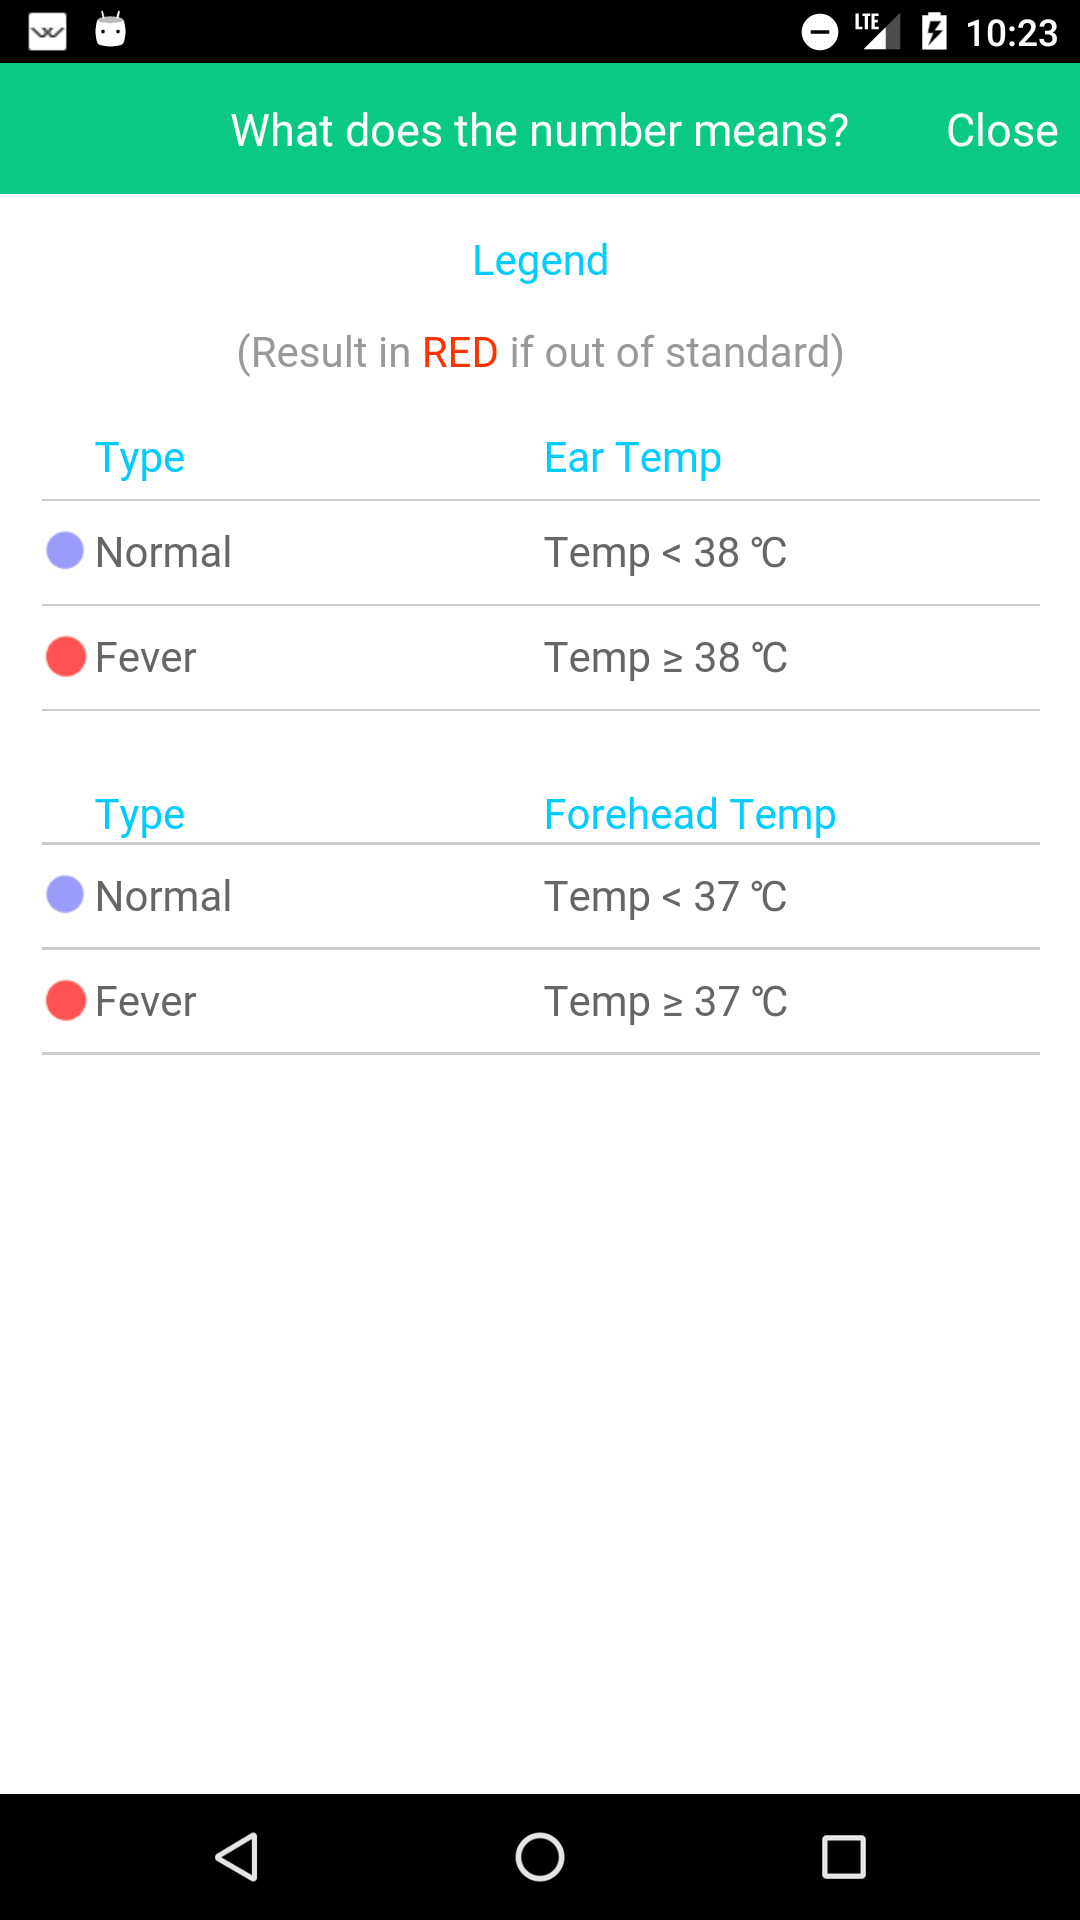 LTE 10:23
What does the number means? Close
Legend
(Result in RED if out of standard)
Type Ear Temp
Normal Temp < 38 ℃
Fever Temp ≥ 38 ℃
Type Forehead Temp
Normal Temp < 37 ℃
Fever Temp ≥ 37 ℃